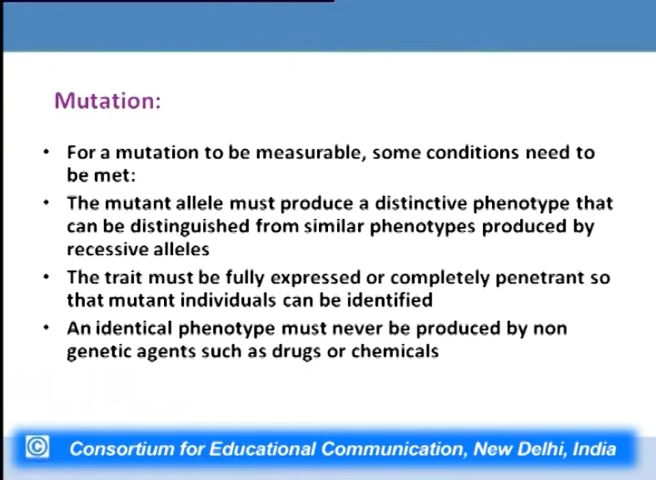 Mutation:
• For a mutation to be measurable, some conditions need to
be met:
• The mutant allele must produce a distinctive phenotype that
can be distinguished from similar phenotypes produced by
recessive alleles
• The trait must be fully expressed or completely penetrant so
that mutant individuals can be identified
• An identical phenotype must never be produced by non
genetic agents such as drugs or chemicals
© Consortium for Educational Communication, New Delhi, India